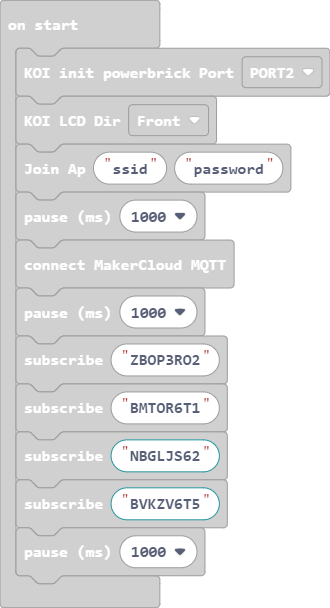 on start
KOI init powerbrick Port PORT2
KOI LCD Dir Front
Join Ap "ssid" "password"
pause (ms) 1000
connect MakerCloud MQTT
pause (ms) 1000
subscribe "ZBOP3RO2"
subscribe "BMTOR6T1"
subscribe "NBGLJS62"
subscribe "BVKZV6T5"
pause (ms) 1000